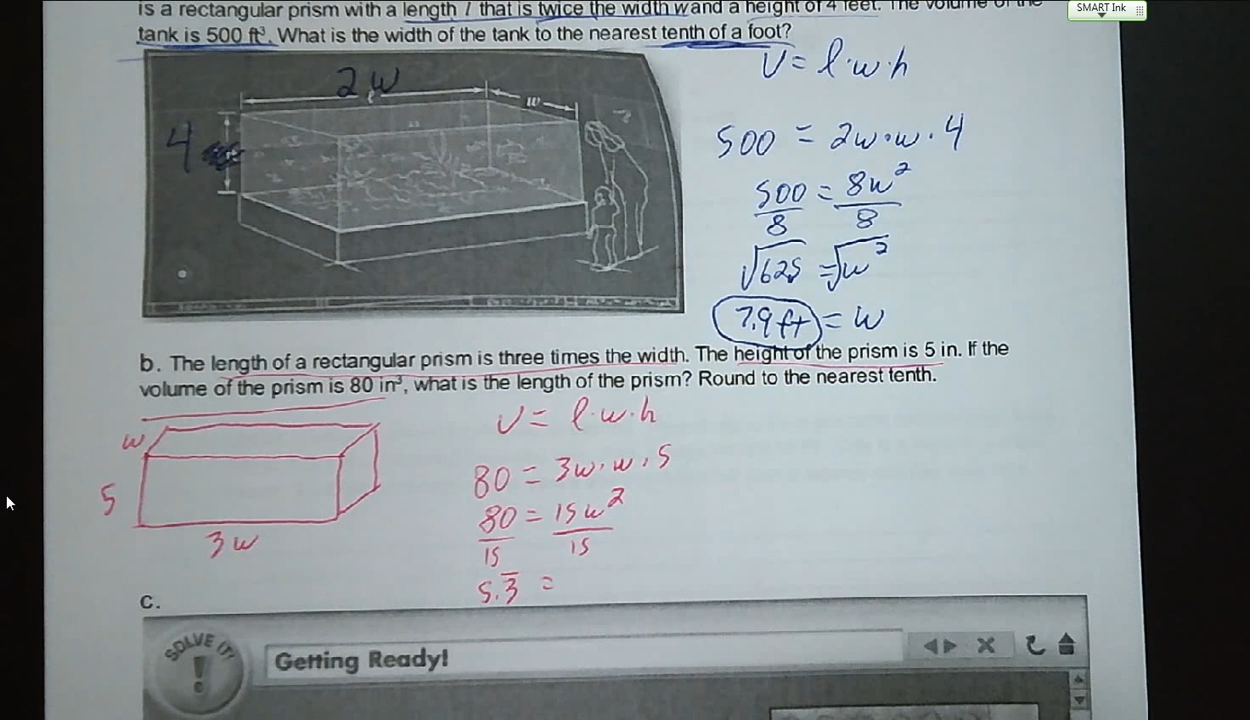 is a rectangular prism with a length l that is twice the width w and a height of 4 feet. The volume of the
tank is 500 ft³. What is the width of the tank to the nearest tenth of a foot?
SMART Ink
V = l·w·h
2w
w
4
500 = 2w·w·4
500 = 8w²
8 8
√625 = √w²
7.9 ft = w
b. The length of a rectangular prism is three times the width. The height of the prism is 5 in. If the
volume of the prism is 80 in³, what is the length of the prism? Round to the nearest tenth.
V = l·w·h
w
80 = 3w·w·5
5
80 = 15w²
15 15
3w
5.3̅ =
c.
SOLVE IT!
Getting Ready!